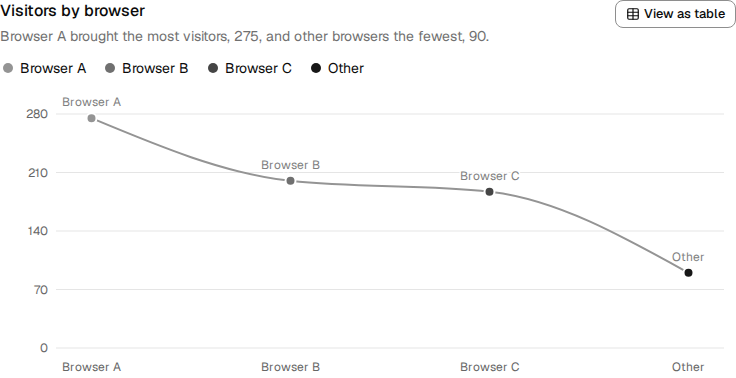 Visitors by browser
View as table
Browser A brought the most visitors, 275, and other browsers the fewest, 90.
Browser A Browser B Browser C Other
Browser A
280
Browser B
210
Browser C
140
Other
70
0
Browser A Browser B Browser C Other